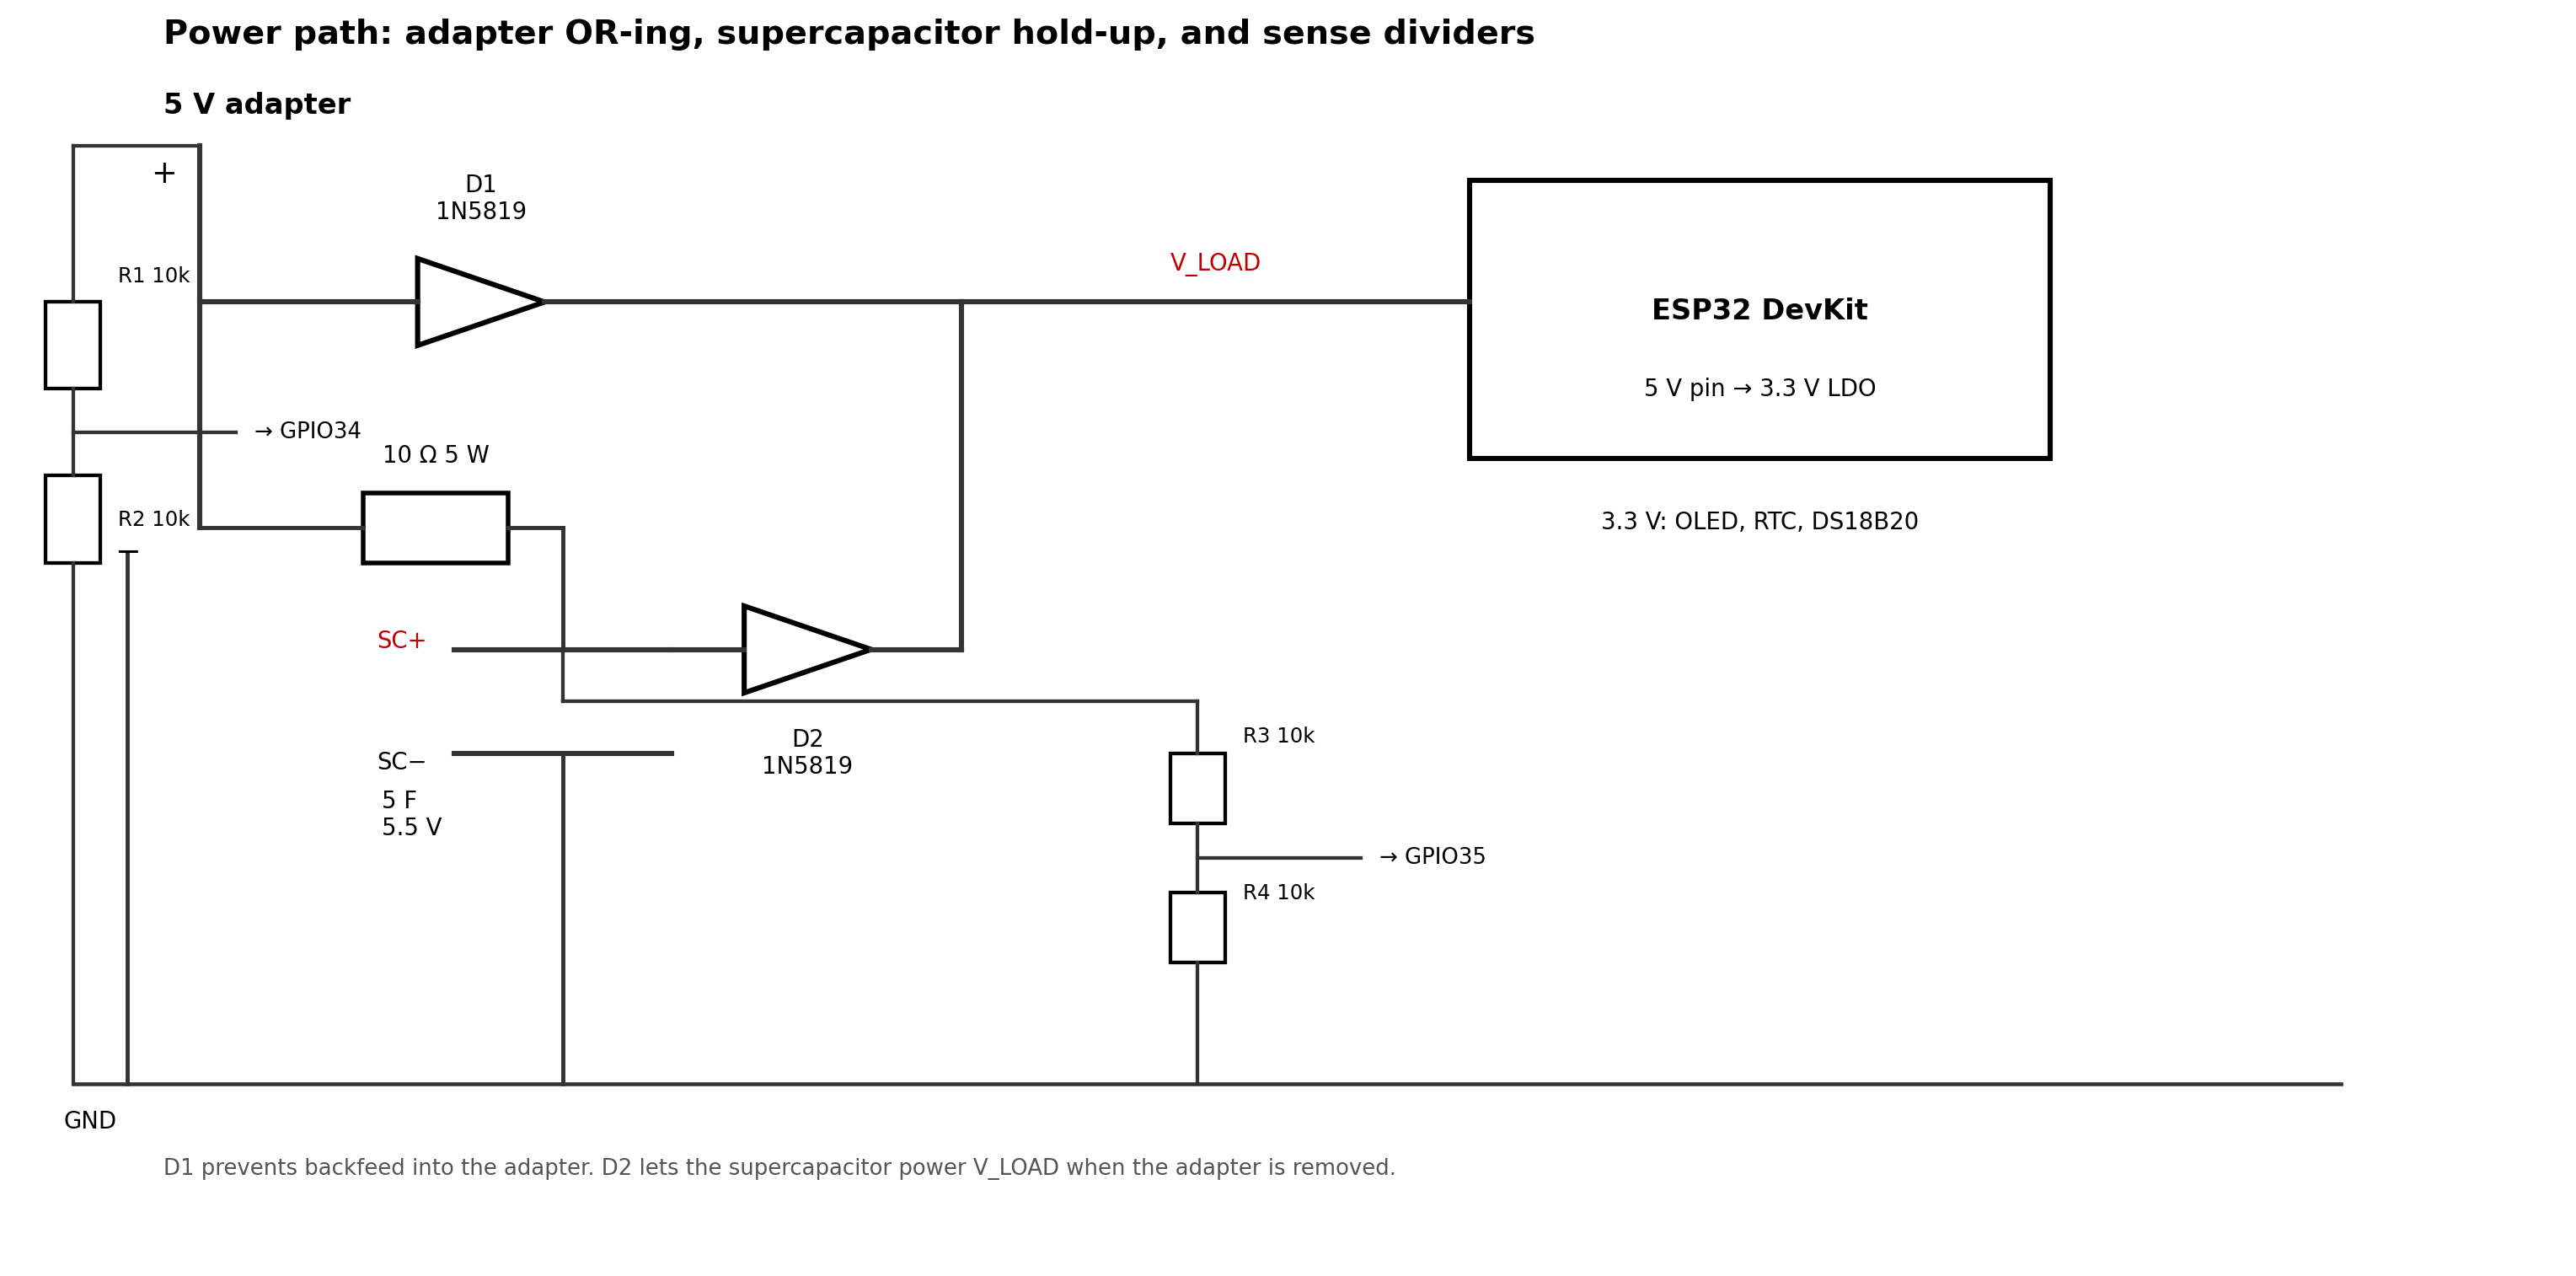 Power path: adapter OR-ing, supercapacitor hold-up, and sense dividers
5 V adapter
+
D1
1N5819
R1 10k
V_LOAD
ESP32 DevKit
5 V pin → 3.3 V LDO
→ GPIO34
10 Ω 5 W
R2 10k
3.3 V: OLED, RTC, DS18B20
SC+
SC−
5 F
5.5 V
D2
1N5819
R3 10k
→ GPIO35
R4 10k
GND
D1 prevents backfeed into the adapter. D2 lets the supercapacitor power V_LOAD when the adapter is removed.